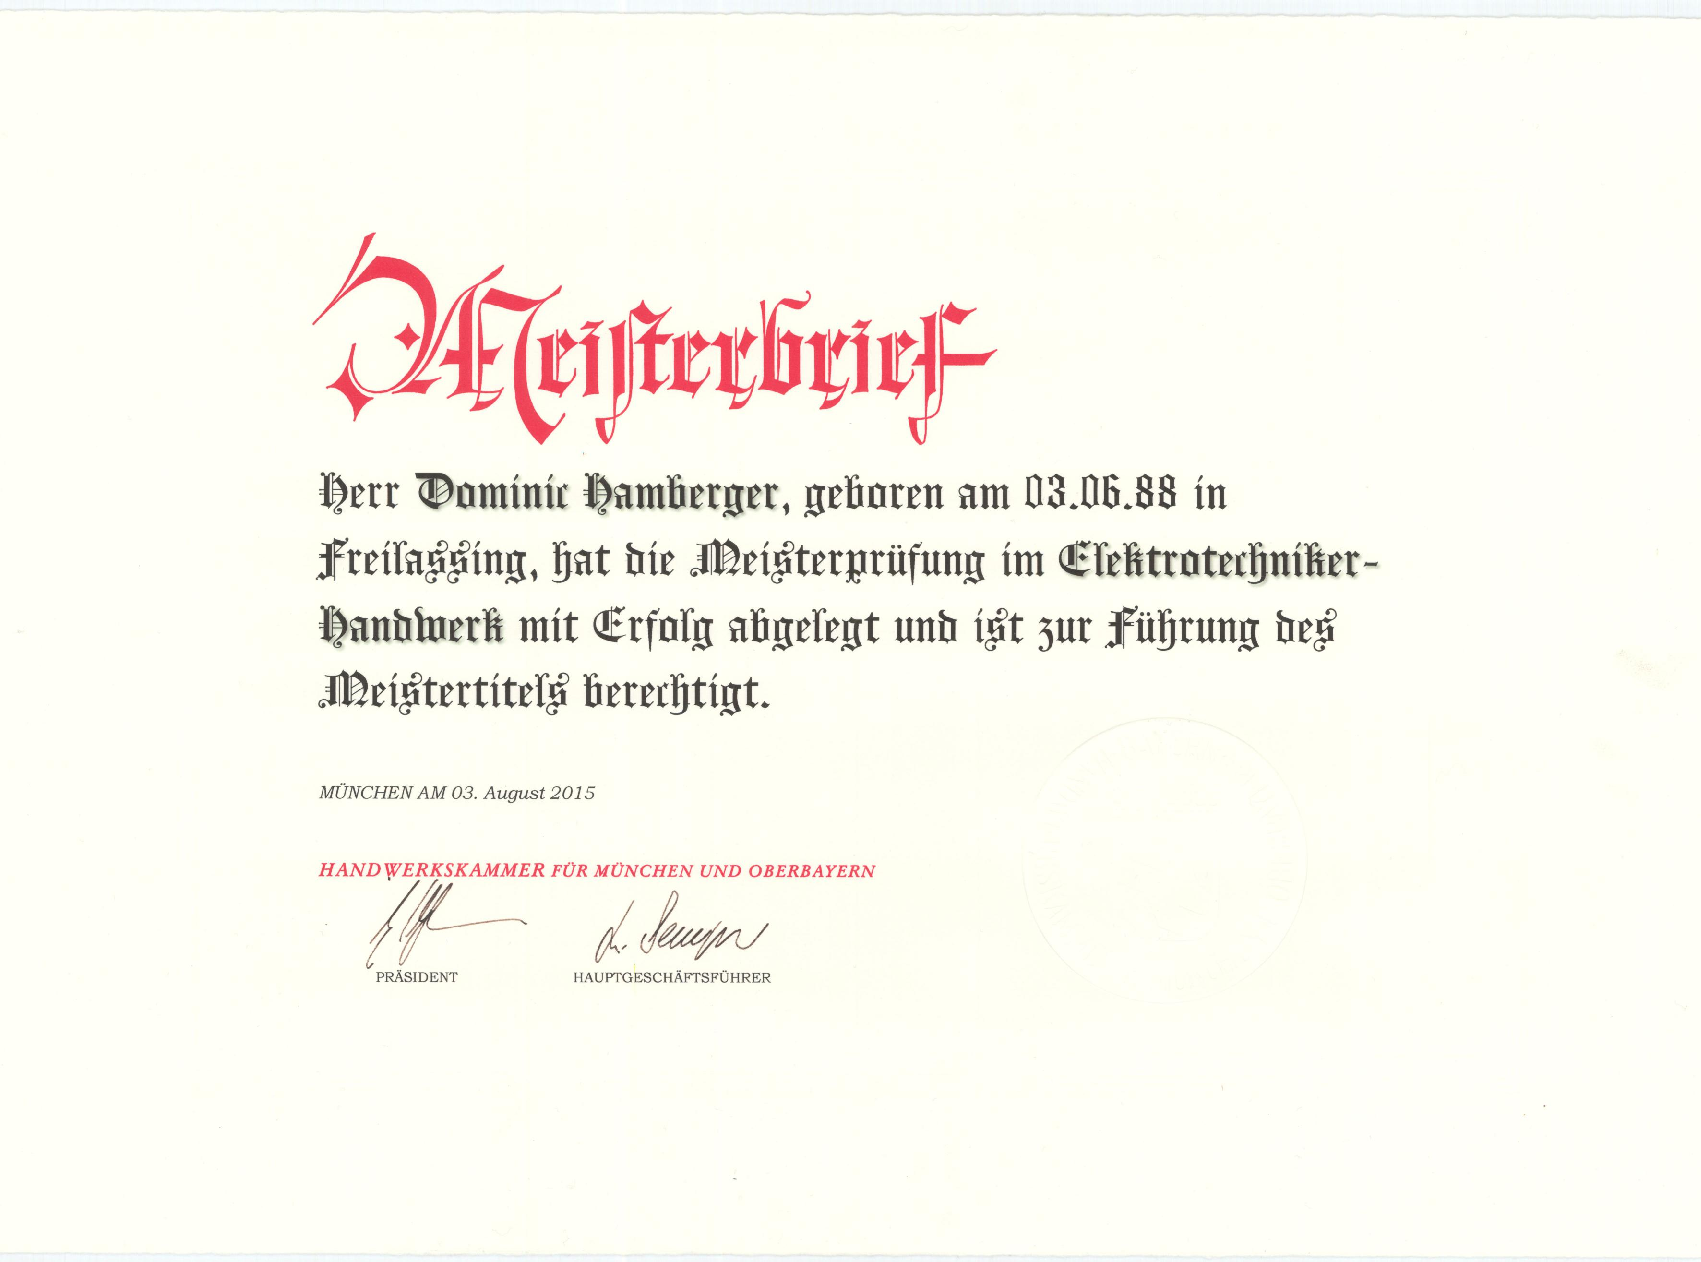 Meisterbrief
Herr Dominic Hamberger, geboren am 03.06.88 in
Freilassing, hat die Meisterprüfung im Elektrotechniker-
Handwerk mit Erfolg abgelegt und ist zur Führung des
Meistertitels berechtigt.
MÜNCHEN AM 03. August 2015
HANDWERKSKAMMER FÜR MÜNCHEN UND OBERBAYERN
PRÄSIDENT HAUPTGESCHÄFTSFÜHRER